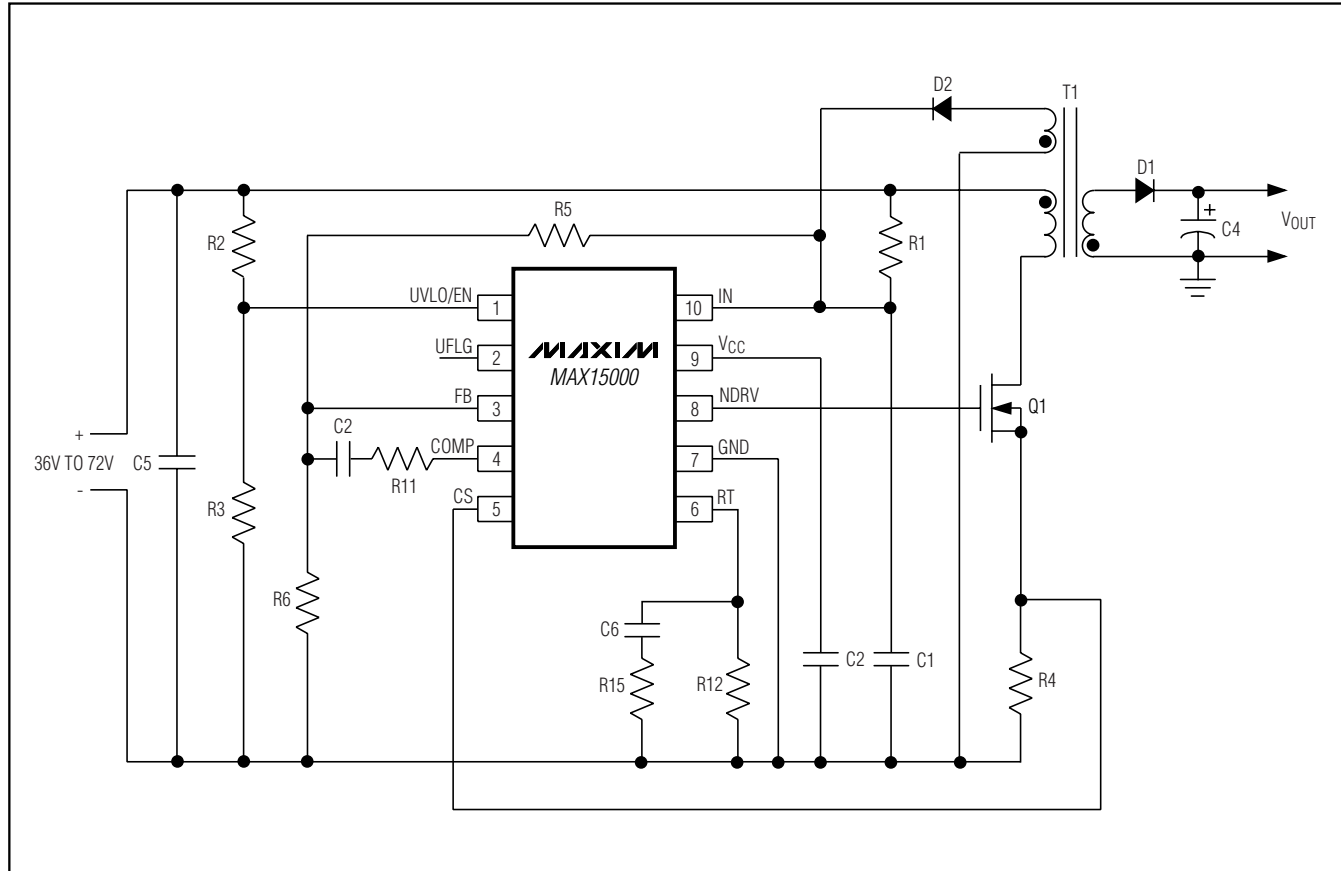 D2
T1
D1
+
C4
VOUT
R5
R2
R1
UVLO/EN
1
10
IN
MAXIM
MAX15000
UFLG
2
9
VCC
FB
3
8
NDRV
Q1
C2
R11
COMP
4
7
GND
+
36V TO 72V
-
C5
R3
CS
5
6
RT
R6
C6
R15
R12
C2
C1
R4